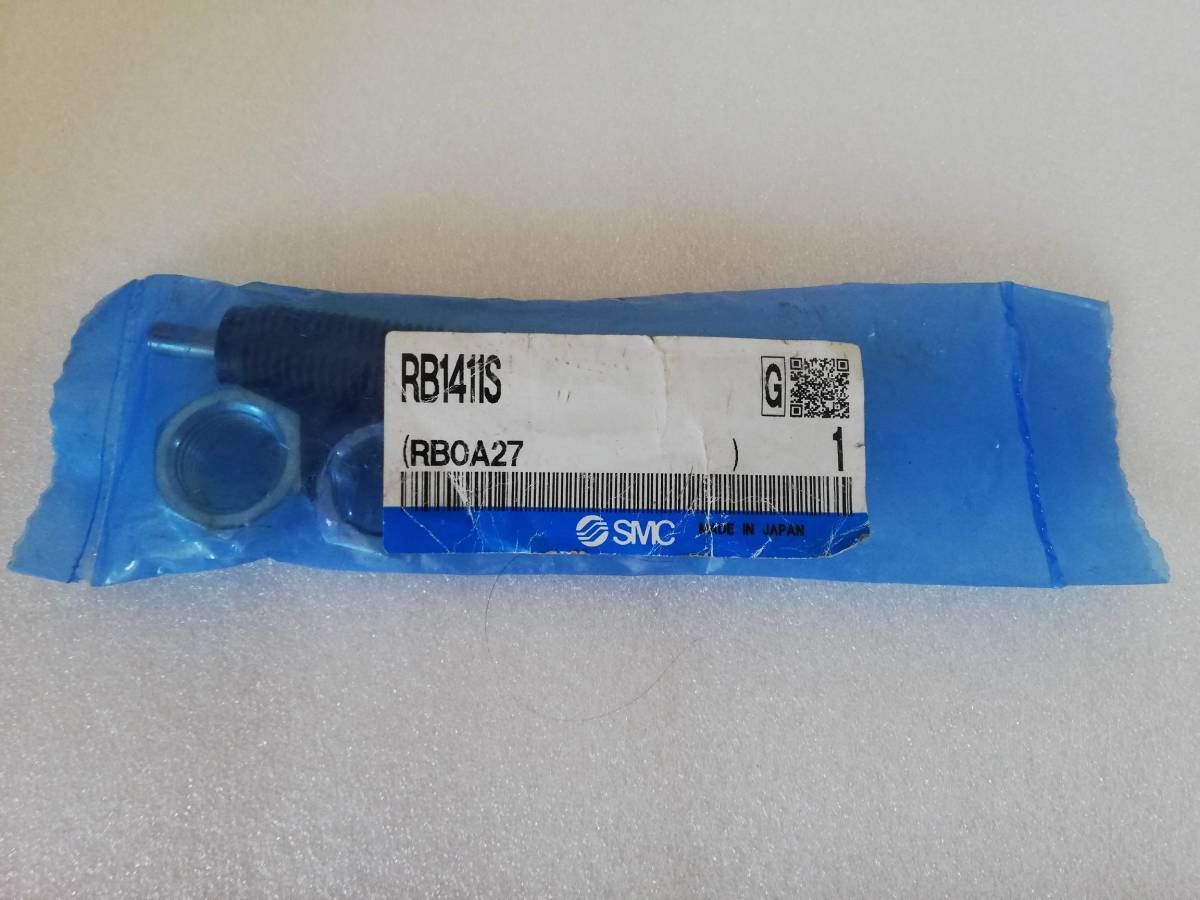 RB1411S
G
(RB0A27 )
1
SMC MADE IN JAPAN